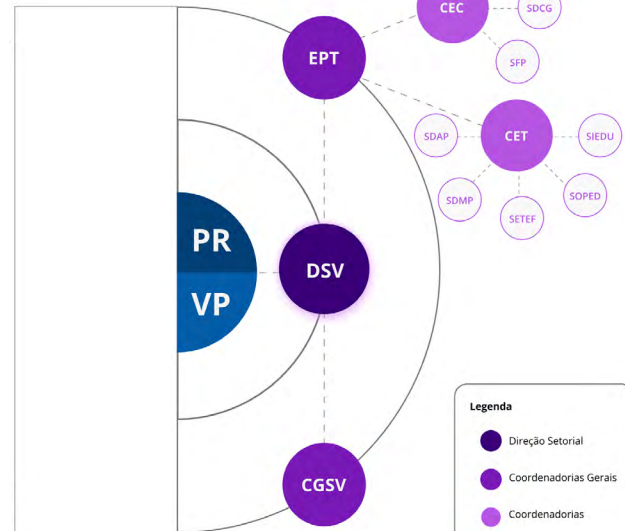 CEC
SDCG
EPT
SFP
SDAP
CET
SIEDU
SDMP
SOPED
SETEF
PR
VP
DSV
CGSV
Legenda
Direção Setorial
Coordenadorias Gerais
Coordenadorias